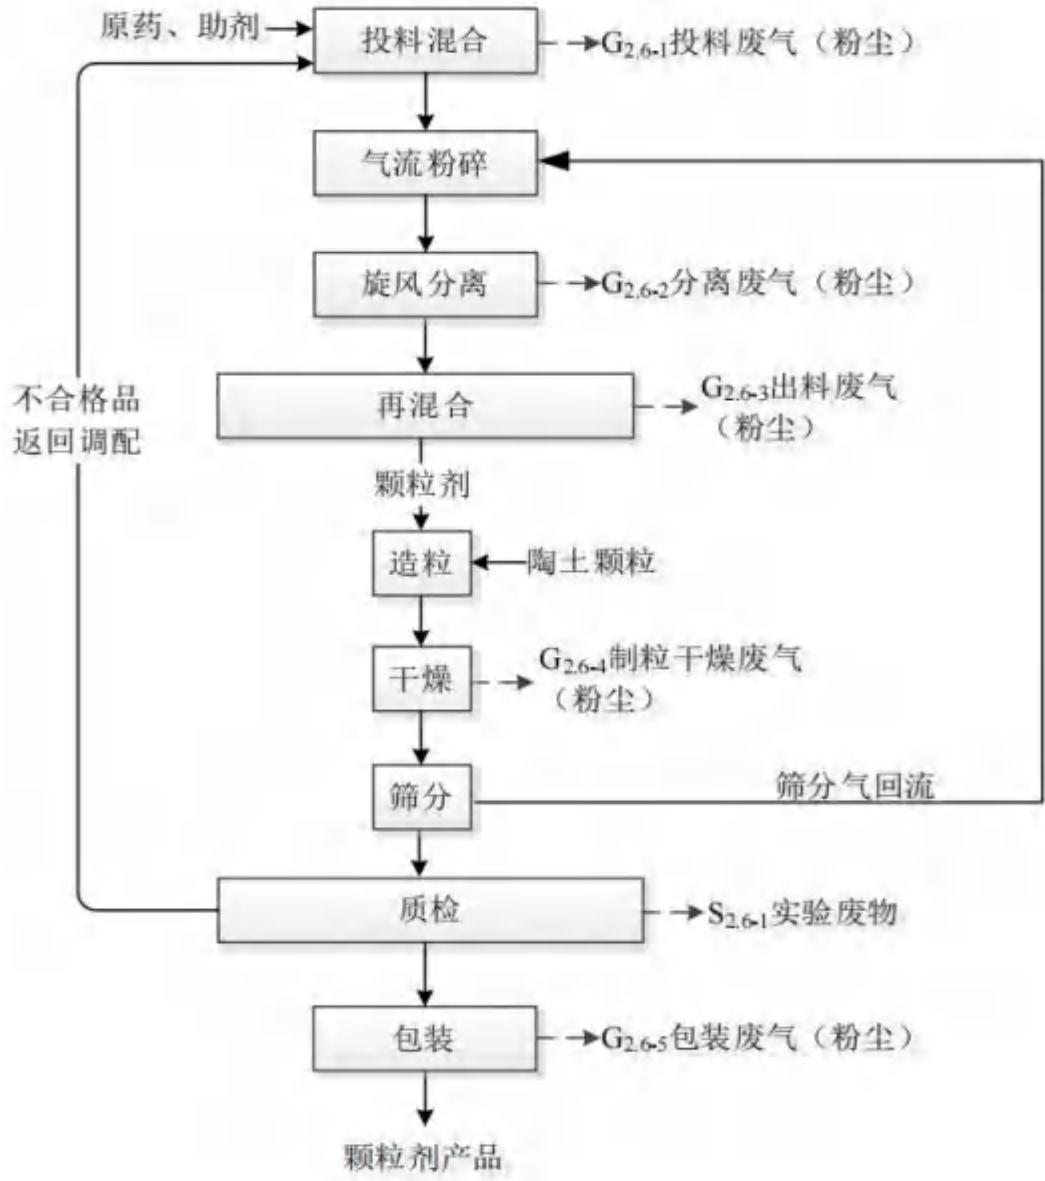 原药、助剂
投料混合
G2.6-1投料废气（粉尘）
气流粉碎
旋风分离
G2.6-2分离废气（粉尘）
再混合
G2.6-3出料废气
（粉尘）
不合格品
返回调配
颗粒剂
造粒
陶土颗粒
干燥
G2.6-4制粒干燥废气
（粉尘）
筛分
筛分气回流
质检
S2.6-1实验废物
包装
G2.6-5包装废气（粉尘）
颗粒剂产品